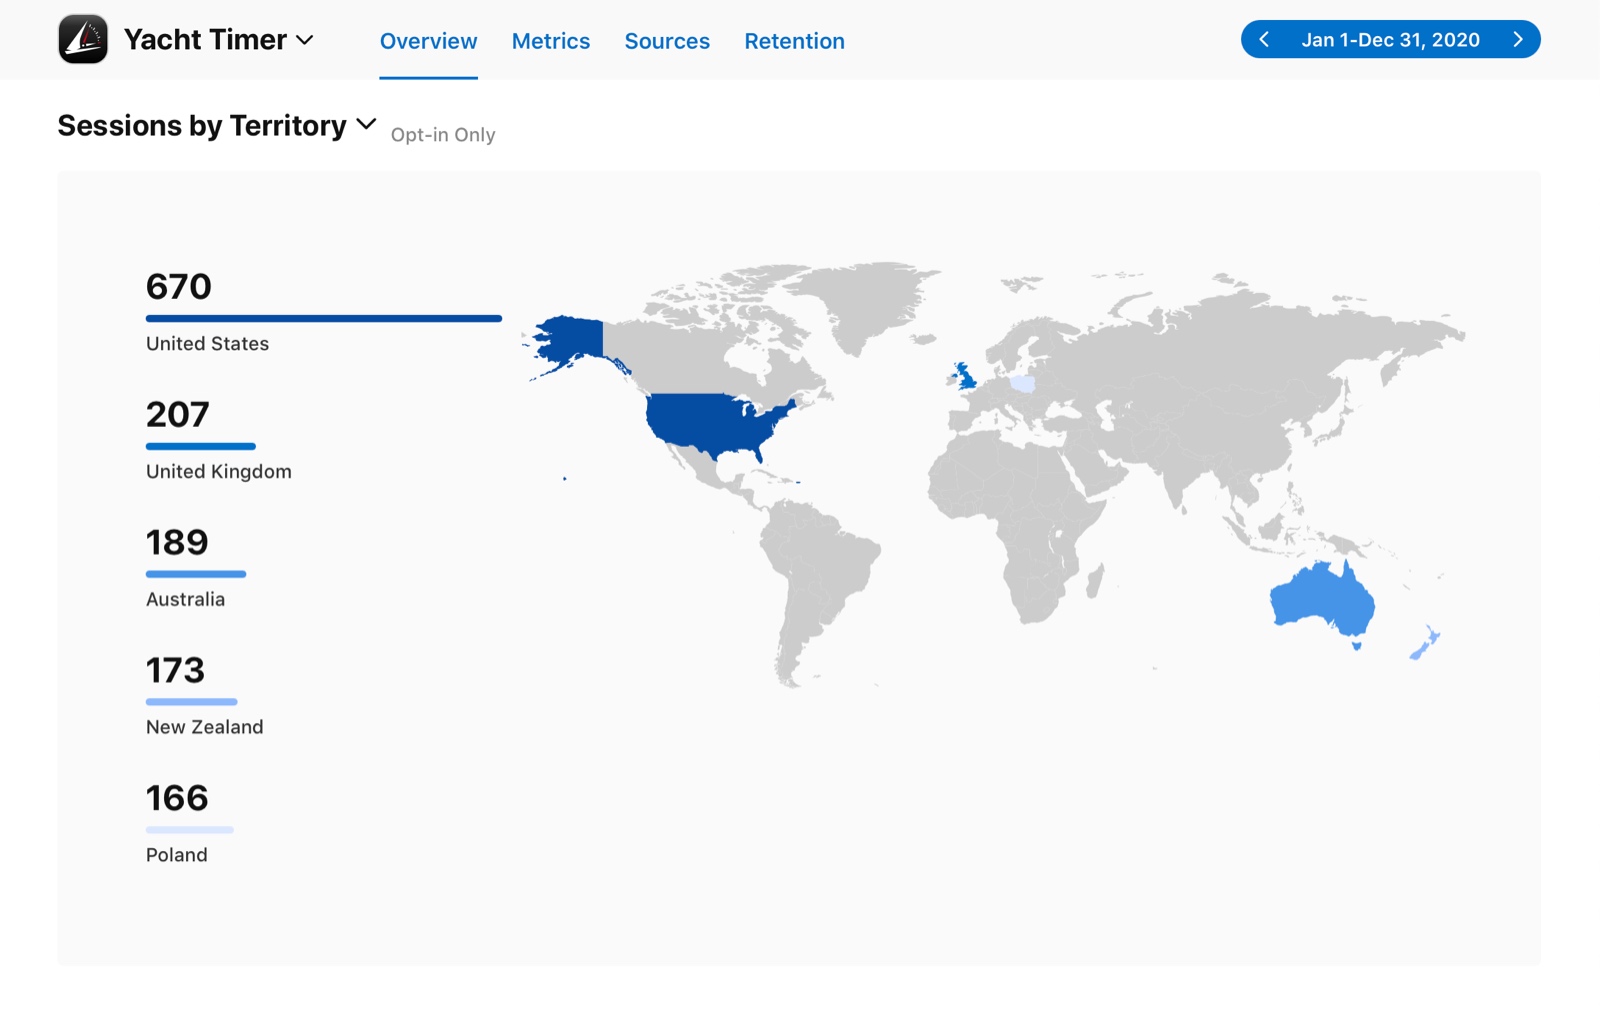 Yacht Timer Overview Metrics Sources Retention Jan 1-Dec 31, 2020
Sessions by Territory Opt-in Only
670
United States
207
United Kingdom
189
Australia
173
New Zealand
166
Poland